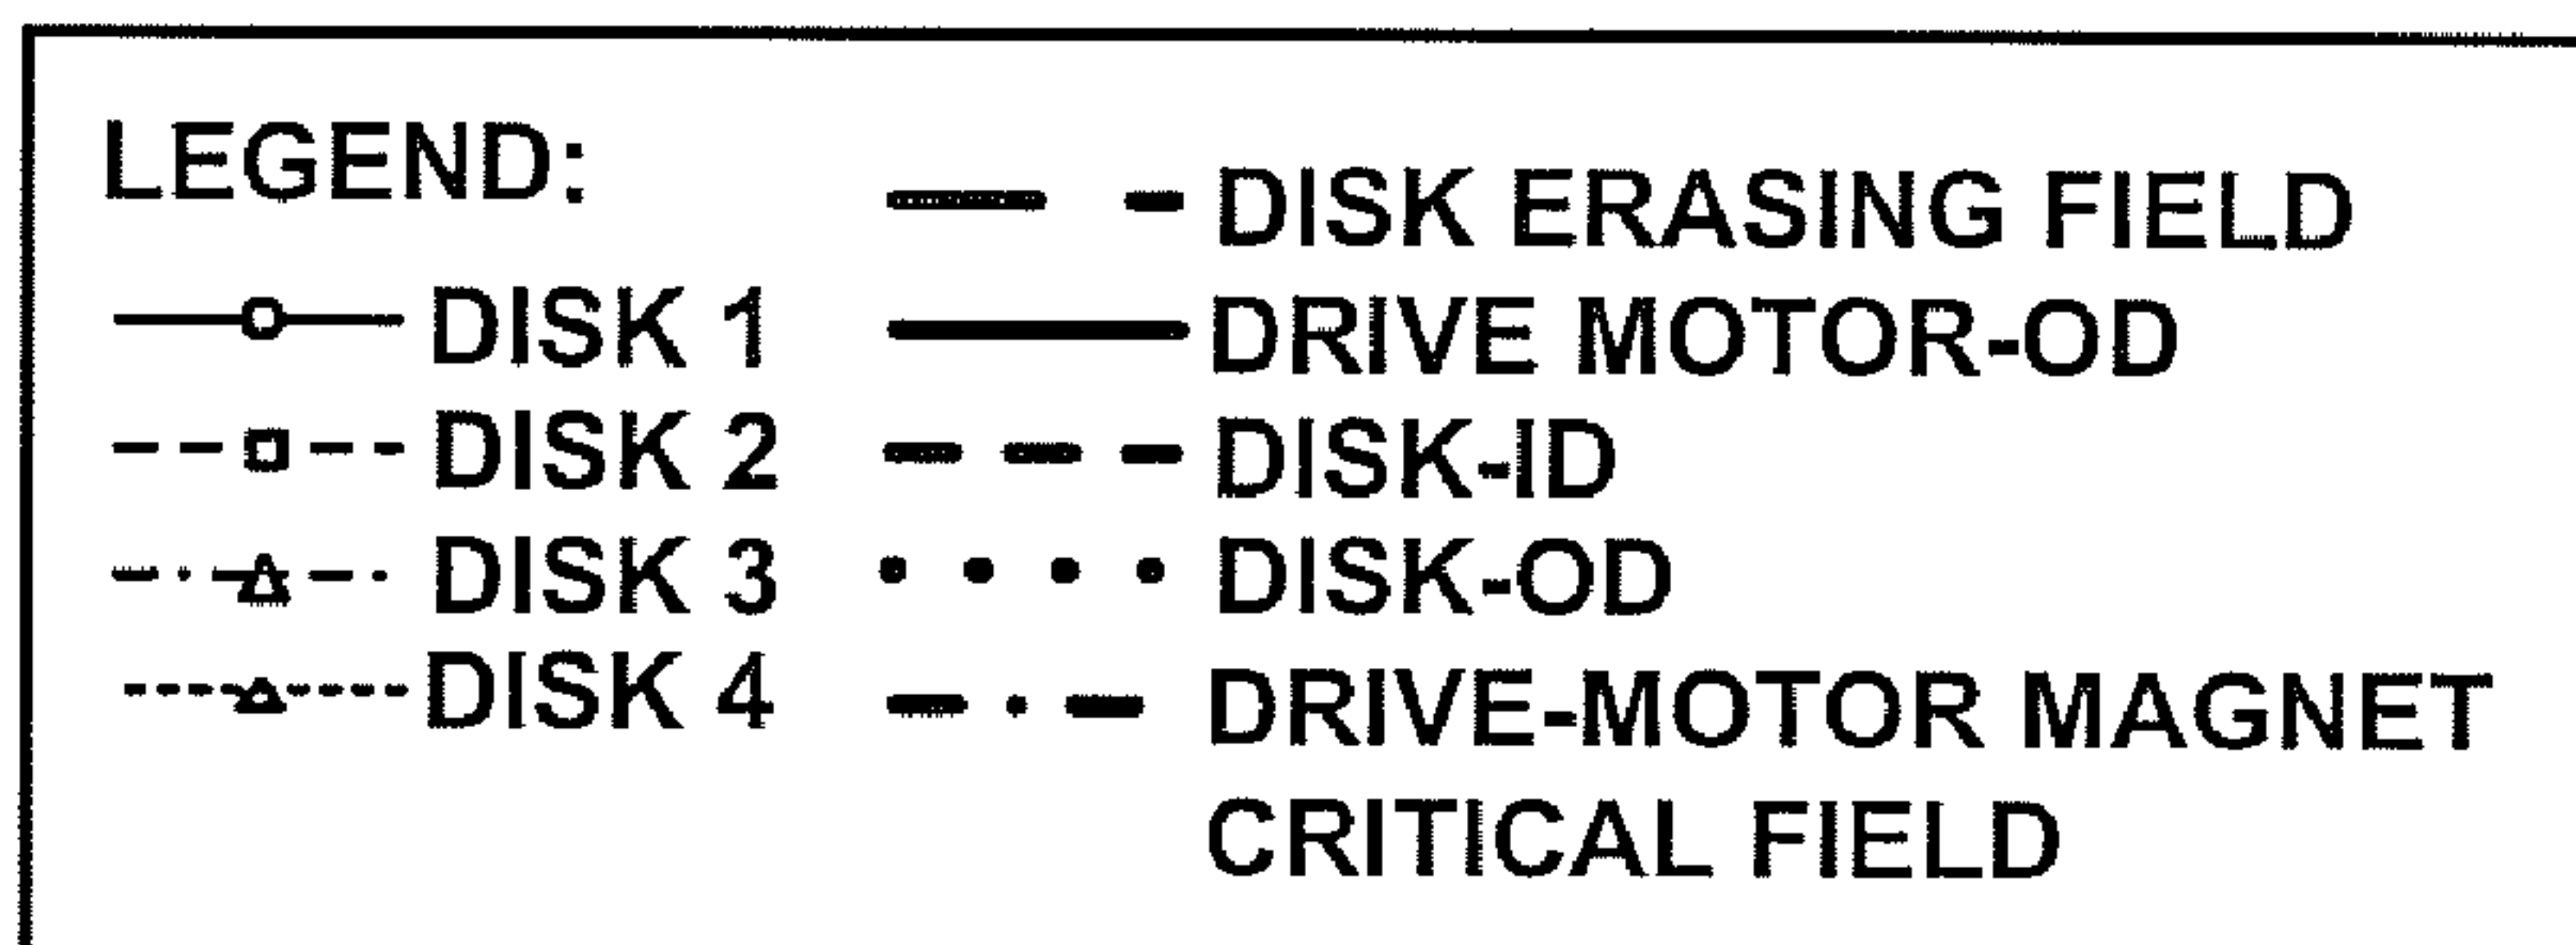 LEGEND:
DISK 1
DISK 2
DISK 3
DISK 4
DISK ERASING FIELD
DRIVE MOTOR-OD
DISK-ID
DISK-OD
DRIVE-MOTOR MAGNET
CRITICAL FIELD